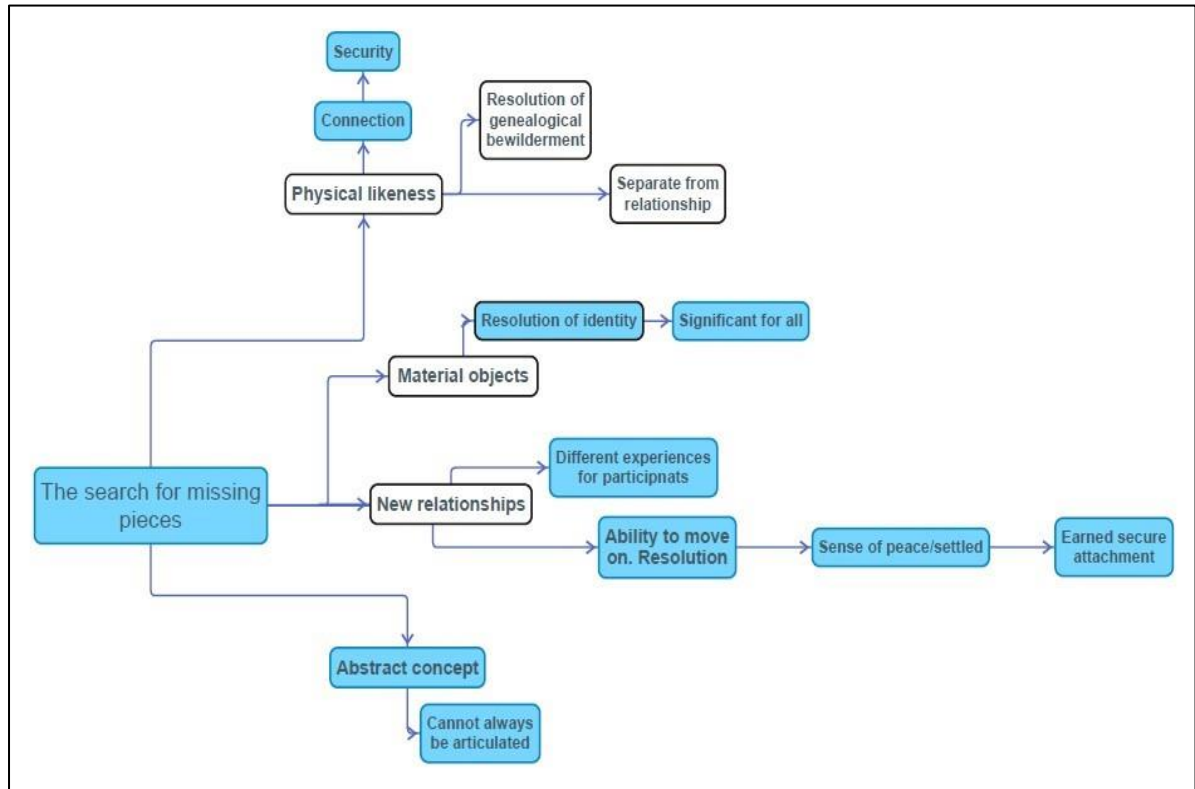 Security
Connection
Resolution of
genealogical
bewilderment
Physical likeness
Separate from
relationship
Resolution of identity
Significant for all
Material objects
The search for missing
pieces
New relationships
Different experiences
for participnats
Ability to move
on. Resolution
Sense of peace/settled
Earned secure
attachment
Abstract concept
Cannot always
be articulated